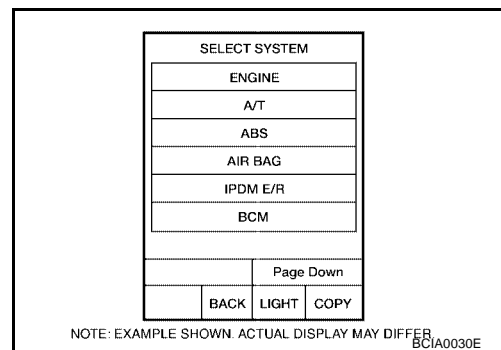 SELECT SYSTEM
ENGINE
A/T
ABS
AIR BAG
IPDM E/R
BCM
Page Down
BACK LIGHT COPY
NOTE: EXAMPLE SHOWN. ACTUAL DISPLAY MAY DIFFER
BCIA0030E